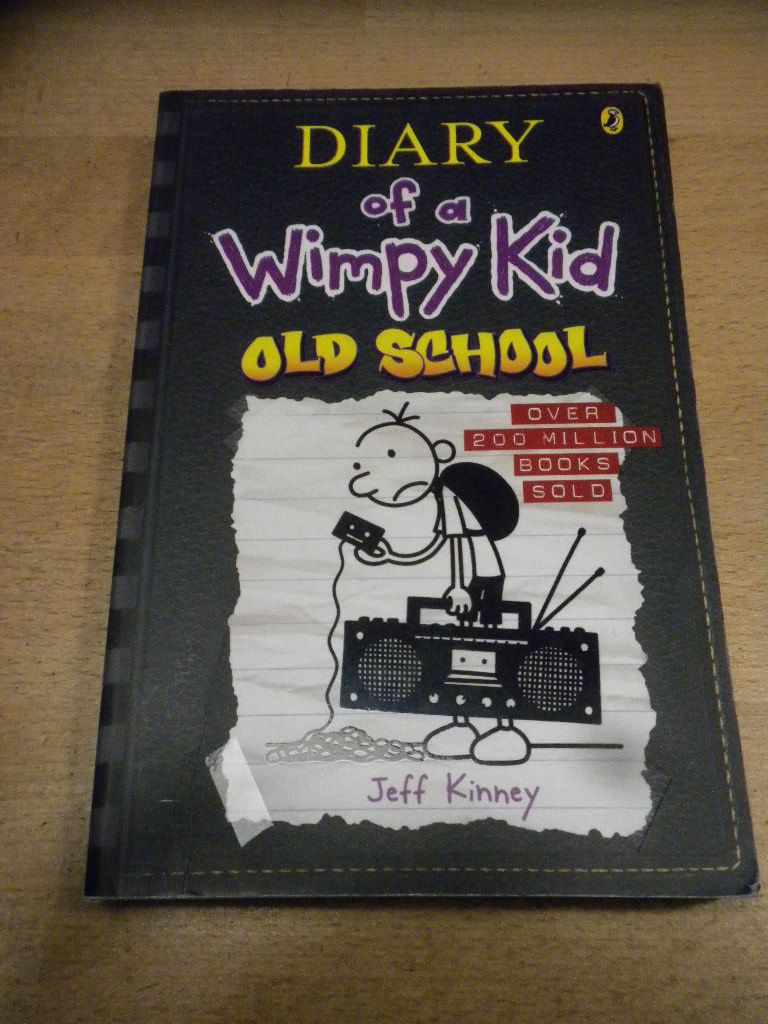 DIARY
of a
Wimpy Kid
OLD SCHOOL
OVER
200 MILLION
BOOKS
SOLD
Jeff Kinney